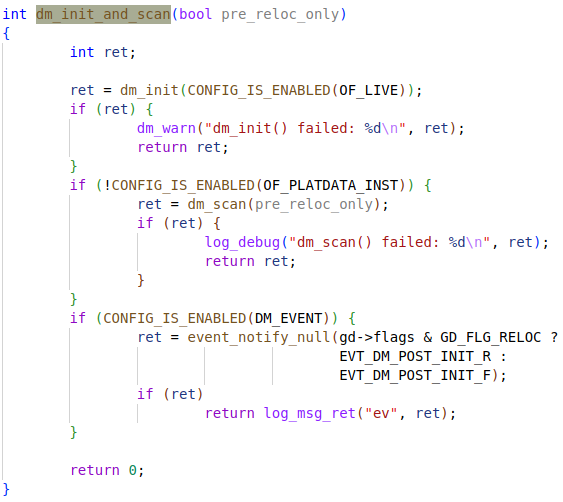 int dm_init_and_scan(bool pre_reloc_only)
{
        int ret;

        ret = dm_init(CONFIG_IS_ENABLED(OF_LIVE));
        if (ret) {
                dm_warn("dm_init() failed: %d\n", ret);
                return ret;
        }
        if (!CONFIG_IS_ENABLED(OF_PLATDATA_INST)) {
                ret = dm_scan(pre_reloc_only);
                if (ret) {
                        log_debug("dm_scan() failed: %d\n", ret);
                        return ret;
                }
        }
        if (CONFIG_IS_ENABLED(DM_EVENT)) {
                ret = event_notify_null(gd->flags & GD_FLG_RELOC ?
                                        EVT_DM_POST_INIT_R :
                                        EVT_DM_POST_INIT_F);
                if (ret)
                        return log_msg_ret("ev", ret);
        }

        return 0;
}